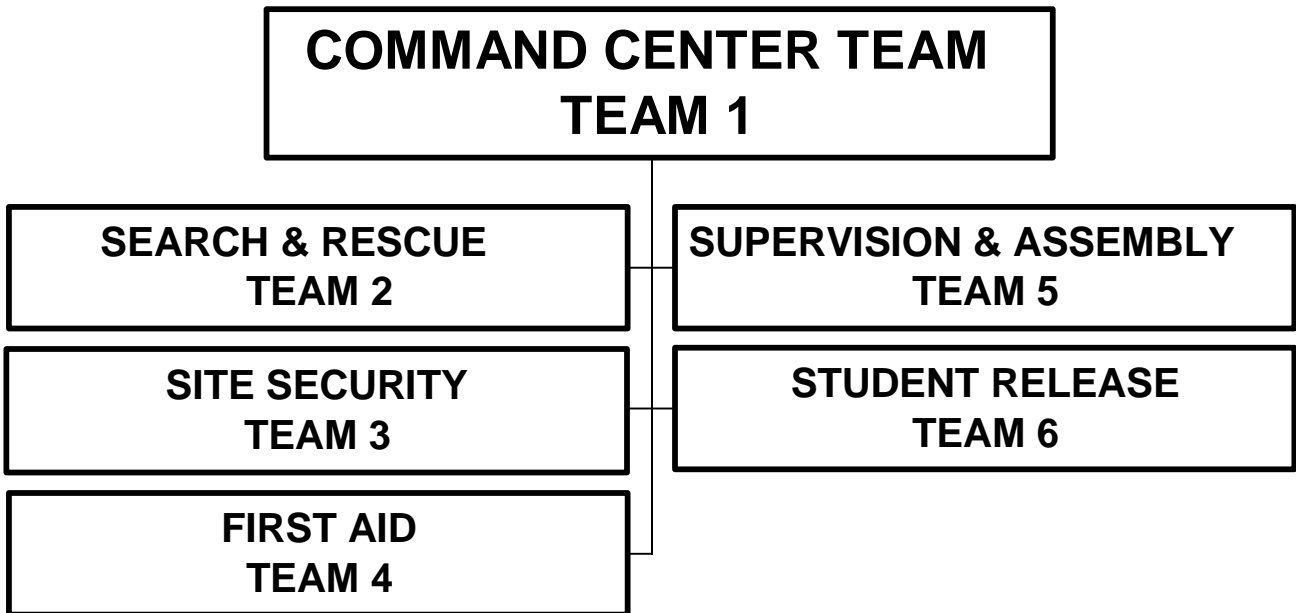 COMMAND CENTER TEAM
TEAM 1
SEARCH & RESCUE
TEAM 2
SITE SECURITY
TEAM 3
FIRST AID
TEAM 4
SUPERVISION & ASSEMBLY
TEAM 5
STUDENT RELEASE
TEAM 6